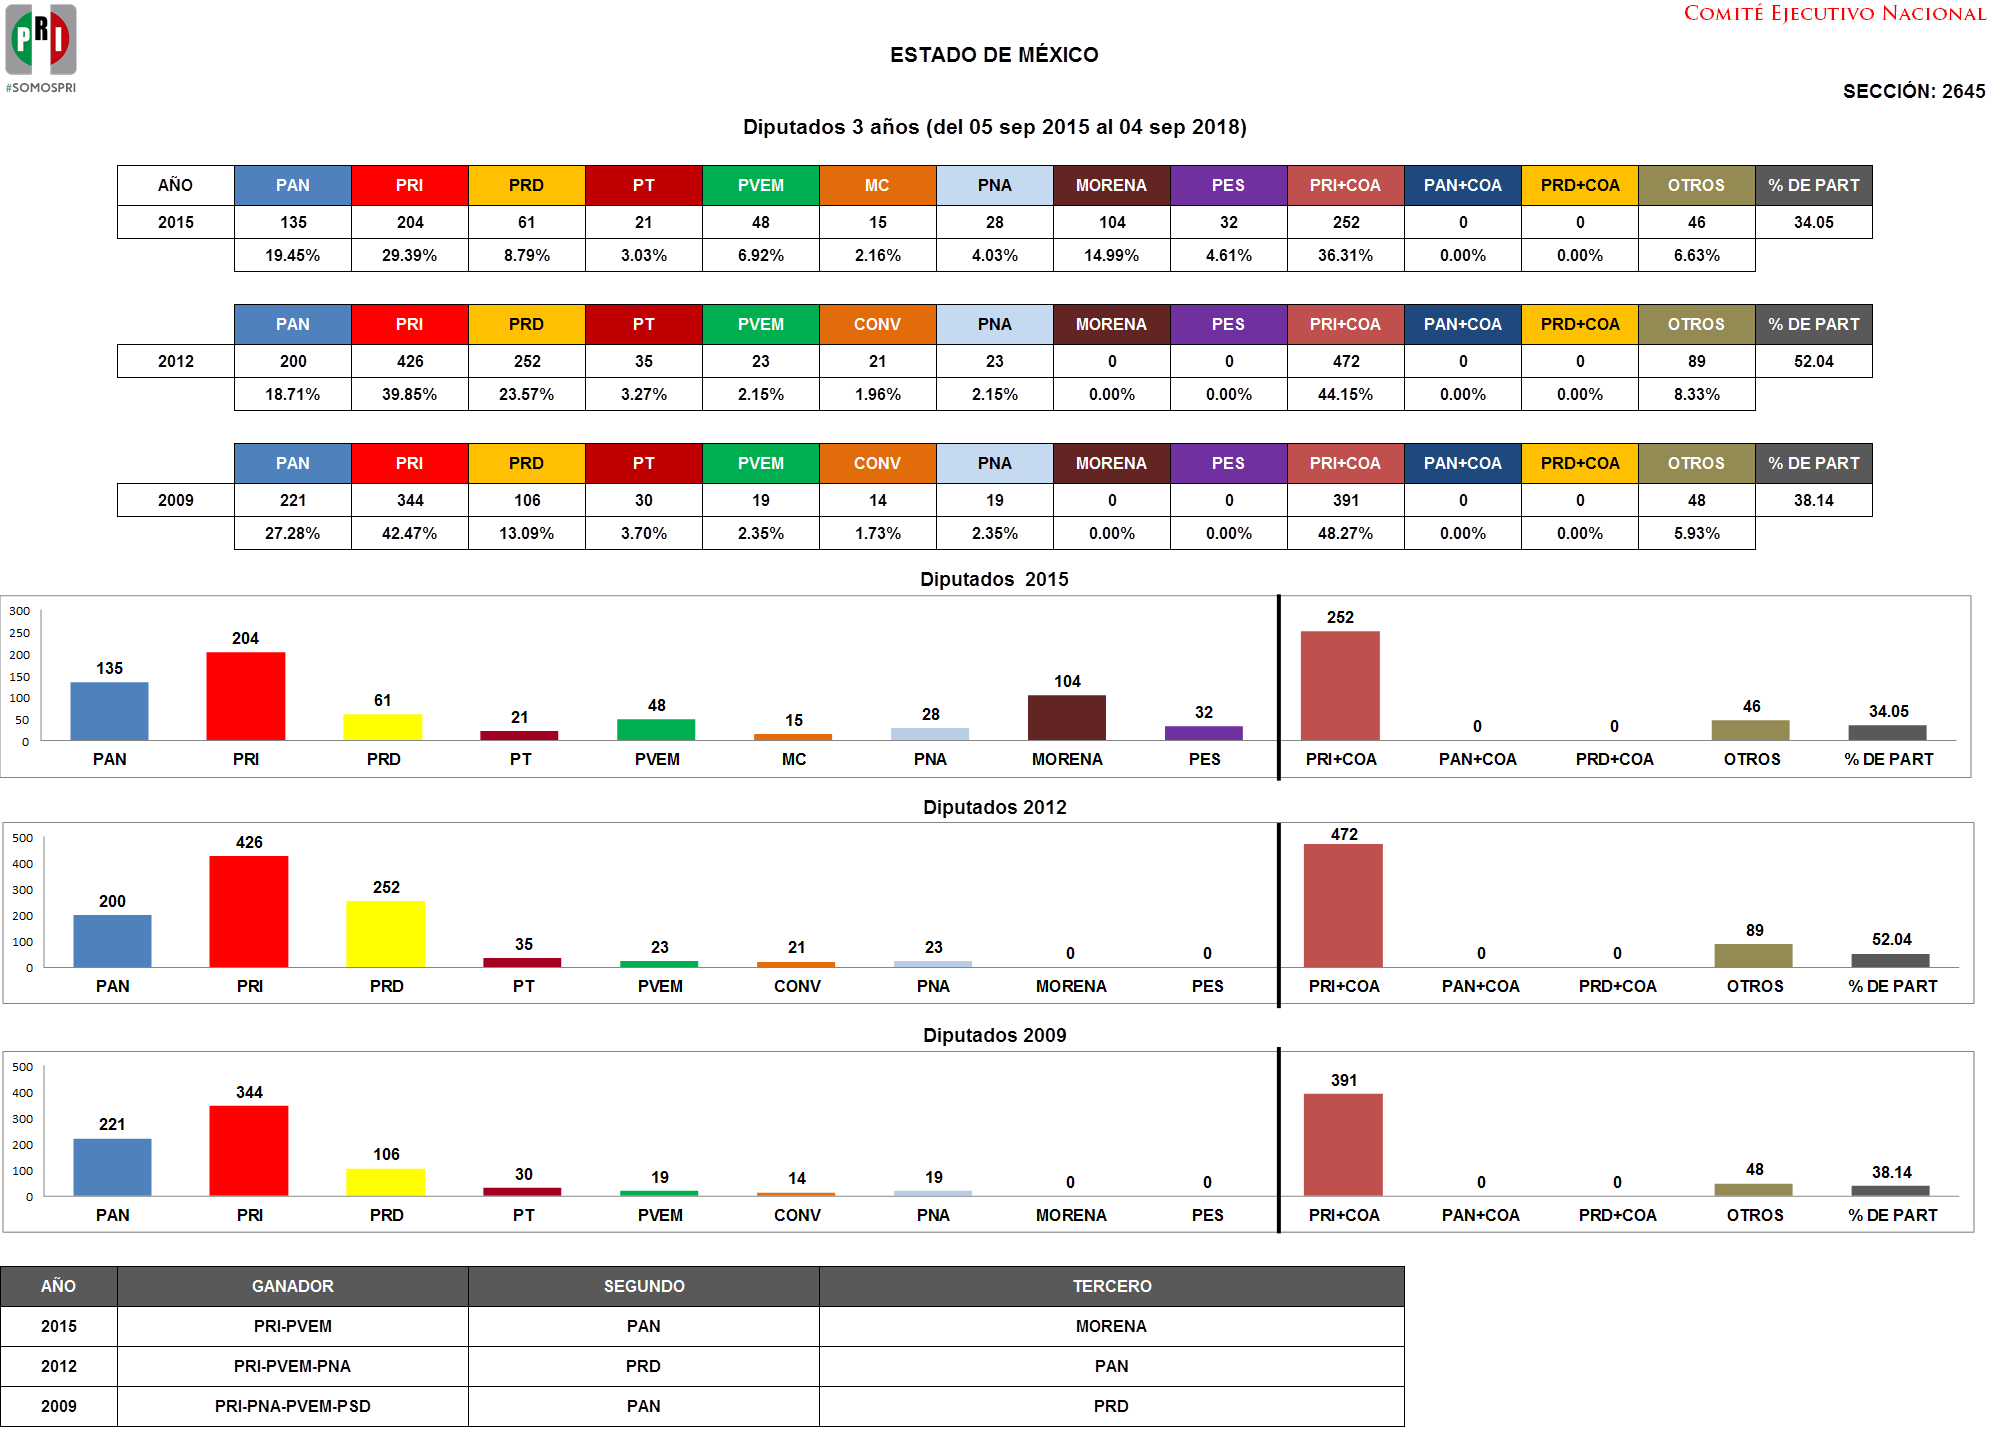 PRI
#SOMOSPRI
COMITÉ EJECUTIVO NACIONAL
ESTADO DE MÉXICO
SECCIÓN: 2645
Diputados 3 años (del 05 sep 2015 al 04 sep 2018)
AÑO PAN PRI PRD PT PVEM MC PNA MORENA PES PRI+COA PAN+COA PRD+COA OTROS % DE PART
2015 135 204 61 21 48 15 28 104 32 252 0 0 46 34.05
19.45% 29.39% 8.79% 3.03% 6.92% 2.16% 4.03% 14.99% 4.61% 36.31% 0.00% 0.00% 6.63%
PAN PRI PRD PT PVEM CONV PNA MORENA PES PRI+COA PAN+COA PRD+COA OTROS % DE PART
2012 200 426 252 35 23 21 23 0 0 472 0 0 89 52.04
18.71% 39.85% 23.57% 3.27% 2.15% 1.96% 2.15% 0.00% 0.00% 44.15% 0.00% 0.00% 8.33%
PAN PRI PRD PT PVEM CONV PNA MORENA PES PRI+COA PAN+COA PRD+COA OTROS % DE PART
2009 221 344 106 30 19 14 19 0 0 391 0 0 48 38.14
27.28% 42.47% 13.09% 3.70% 2.35% 1.73% 2.35% 0.00% 0.00% 48.27% 0.00% 0.00% 5.93%
Diputados 2015
300
250
200
150
100
50
0
135 204 61 21 48 15 28 104 32 252 0 0 46 34.05
PAN PRI PRD PT PVEM MC PNA MORENA PES PRI+COA PAN+COA PRD+COA OTROS % DE PART
Diputados 2012
500
400
300
200
100
0
200 426 252 35 23 21 23 0 0 472 0 0 89 52.04
PAN PRI PRD PT PVEM CONV PNA MORENA PES PRI+COA PAN+COA PRD+COA OTROS % DE PART
Diputados 2009
500
400
300
200
100
0
221 344 106 30 19 14 19 0 0 391 0 0 48 38.14
PAN PRI PRD PT PVEM CONV PNA MORENA PES PRI+COA PAN+COA PRD+COA OTROS % DE PART
AÑO GANADOR SEGUNDO TERCERO
2015 PRI-PVEM PAN MORENA
2012 PRI-PVEM-PNA PRD PAN
2009 PRI-PNA-PVEM-PSD PAN PRD